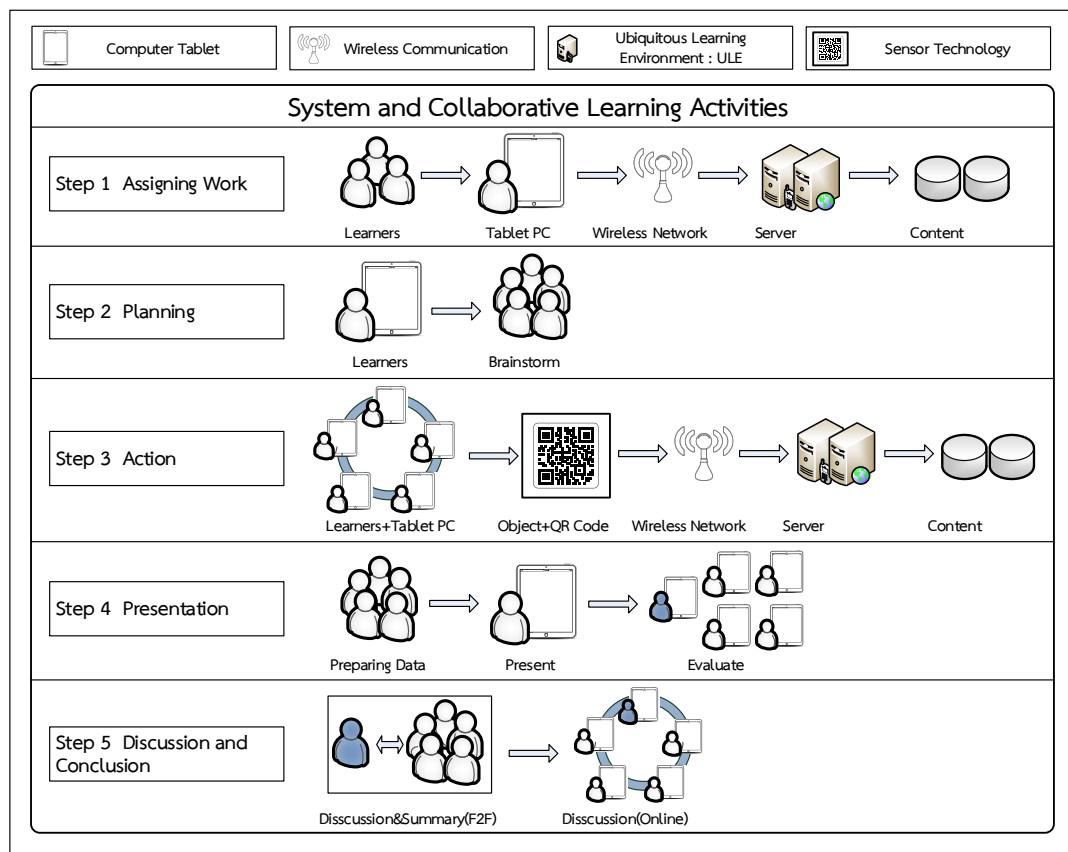 Computer Tablet
Wireless Communication
Ubiquitous Learning
Environment : ULE
Sensor Technology
System and Collaborative Learning Activities
Step 1 Assigning Work
Learners
Tablet PC
Wireless Network
Server
Content
Step 2 Planning
Learners
Brainstorm
Step 3 Action
Learners+Tablet PC
Object+QR Code
Wireless Network
Server
Content
Step 4 Presentation
Preparing Data
Present
Evaluate
Step 5 Discussion and
Conclusion
Disscussion&Summary(F2F)
Disscussion(Online)